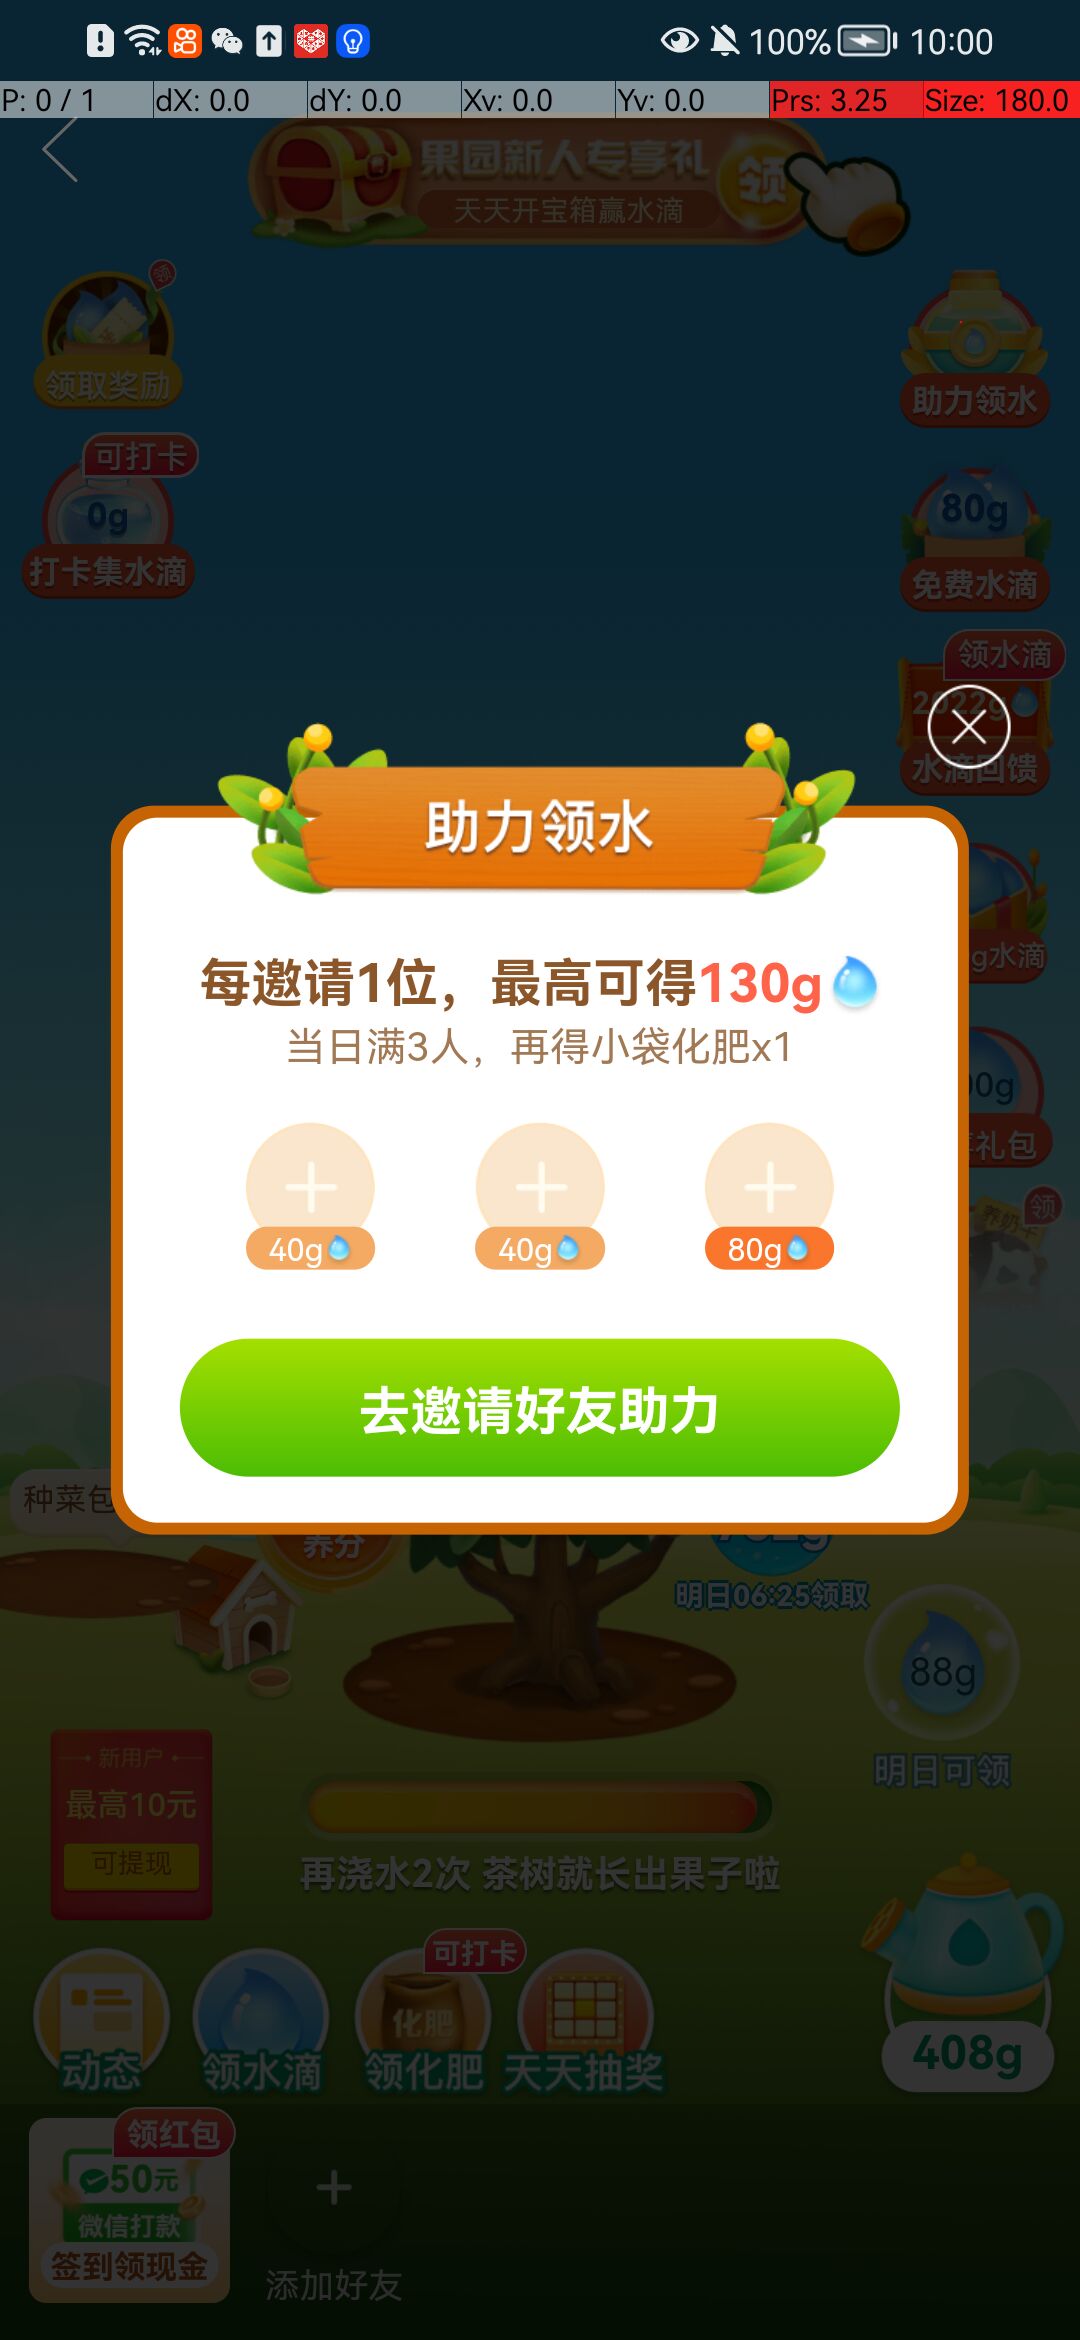 100% 10:00
P: 0 / 1 dX: 0.0 dY: 0.0 Xv: 0.0 Yv: 0.0 Prs: 3.25 Size: 180.0
果园新人专享礼
天天开宝箱赢水滴
领
领
领取奖励
助力领水
可打卡
0g
打卡集水滴
80g
免费水滴
领水滴
2022g
水滴回馈
助力领水
每邀请1位，最高可得130g
当日满3人，再得小袋化肥x1
40g
40g
80g
去邀请好友助力
g水滴
0g
礼包
领
种菜包
养分
明日06:25领取
88g
明日可领
新用户
最高10元
可提现
再浇水2次 茶树就长出果子啦
可打卡
化肥
动态
领水滴
领化肥
天天抽奖
408g
领红包
50元
微信打款
签到领现金
添加好友